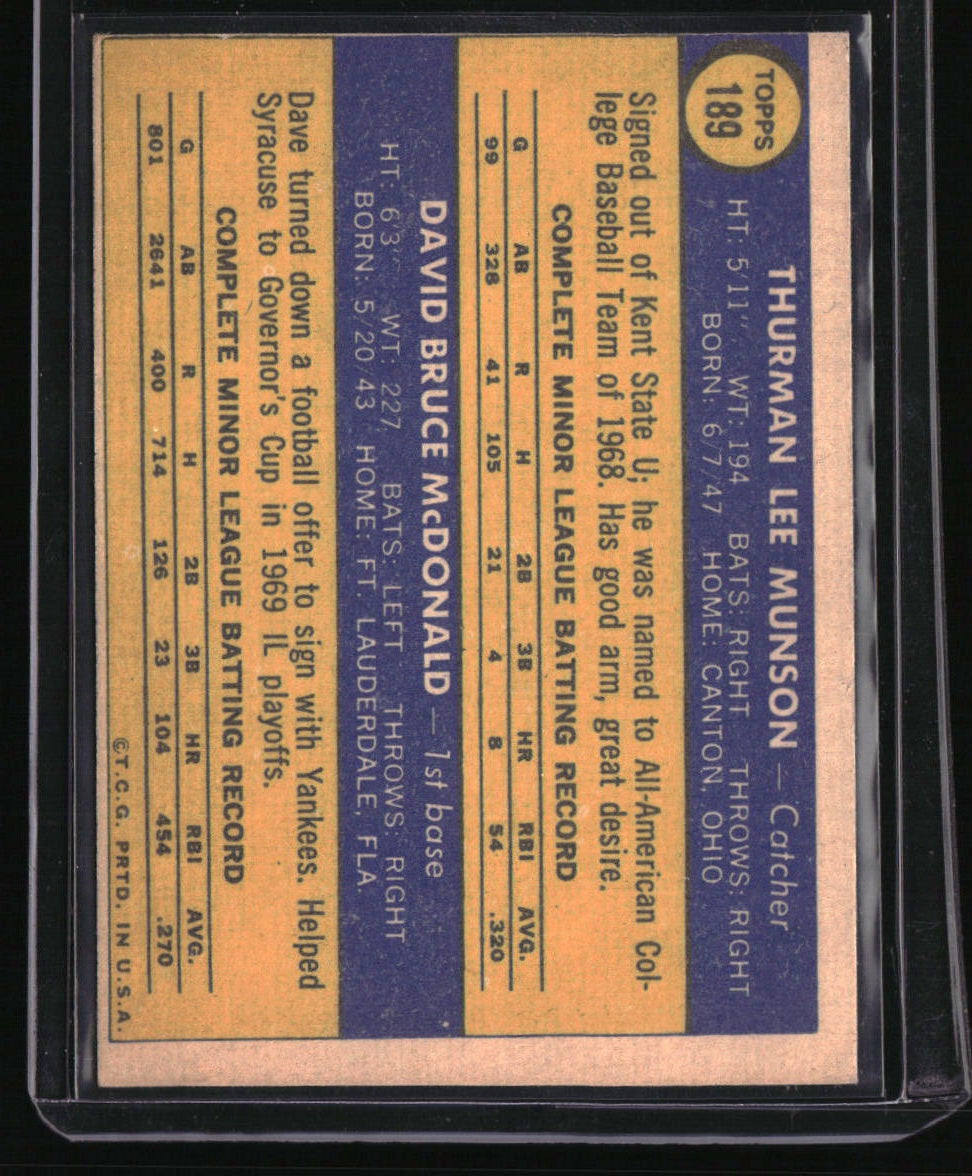 TOPPS
189
THURMAN LEE MUNSON — Catcher
HT: 5'11" WT: 194 BATS: RIGHT THROWS: RIGHT
BORN: 6/7/47 HOME: CANTON, OHIO
Signed out of Kent State U; he was named to All-American Col-
lege Baseball Team of 1968. Has good arm, great desire.
COMPLETE MINOR LEAGUE BATTING RECORD
G AB R H 2B 3B HR RBI AVG.
99 328 41 105 21 4 8 54 .320
DAVID BRUCE McDONALD — 1st base
HT: 6'3" WT: 227 BATS: LEFT THROWS: RIGHT
BORN: 5/20/43 HOME: FT. LAUDERDALE, FLA.
Dave turned down a football offer to sign with Yankees. Helped
Syracuse to Governor's Cup in 1969 IL playoffs.
COMPLETE MINOR LEAGUE BATTING RECORD
G AB R H 2B 3B HR RBI AVG.
801 2641 400 714 126 23 104 454 .270
©T.C.G. PRTD. IN U.S.A.